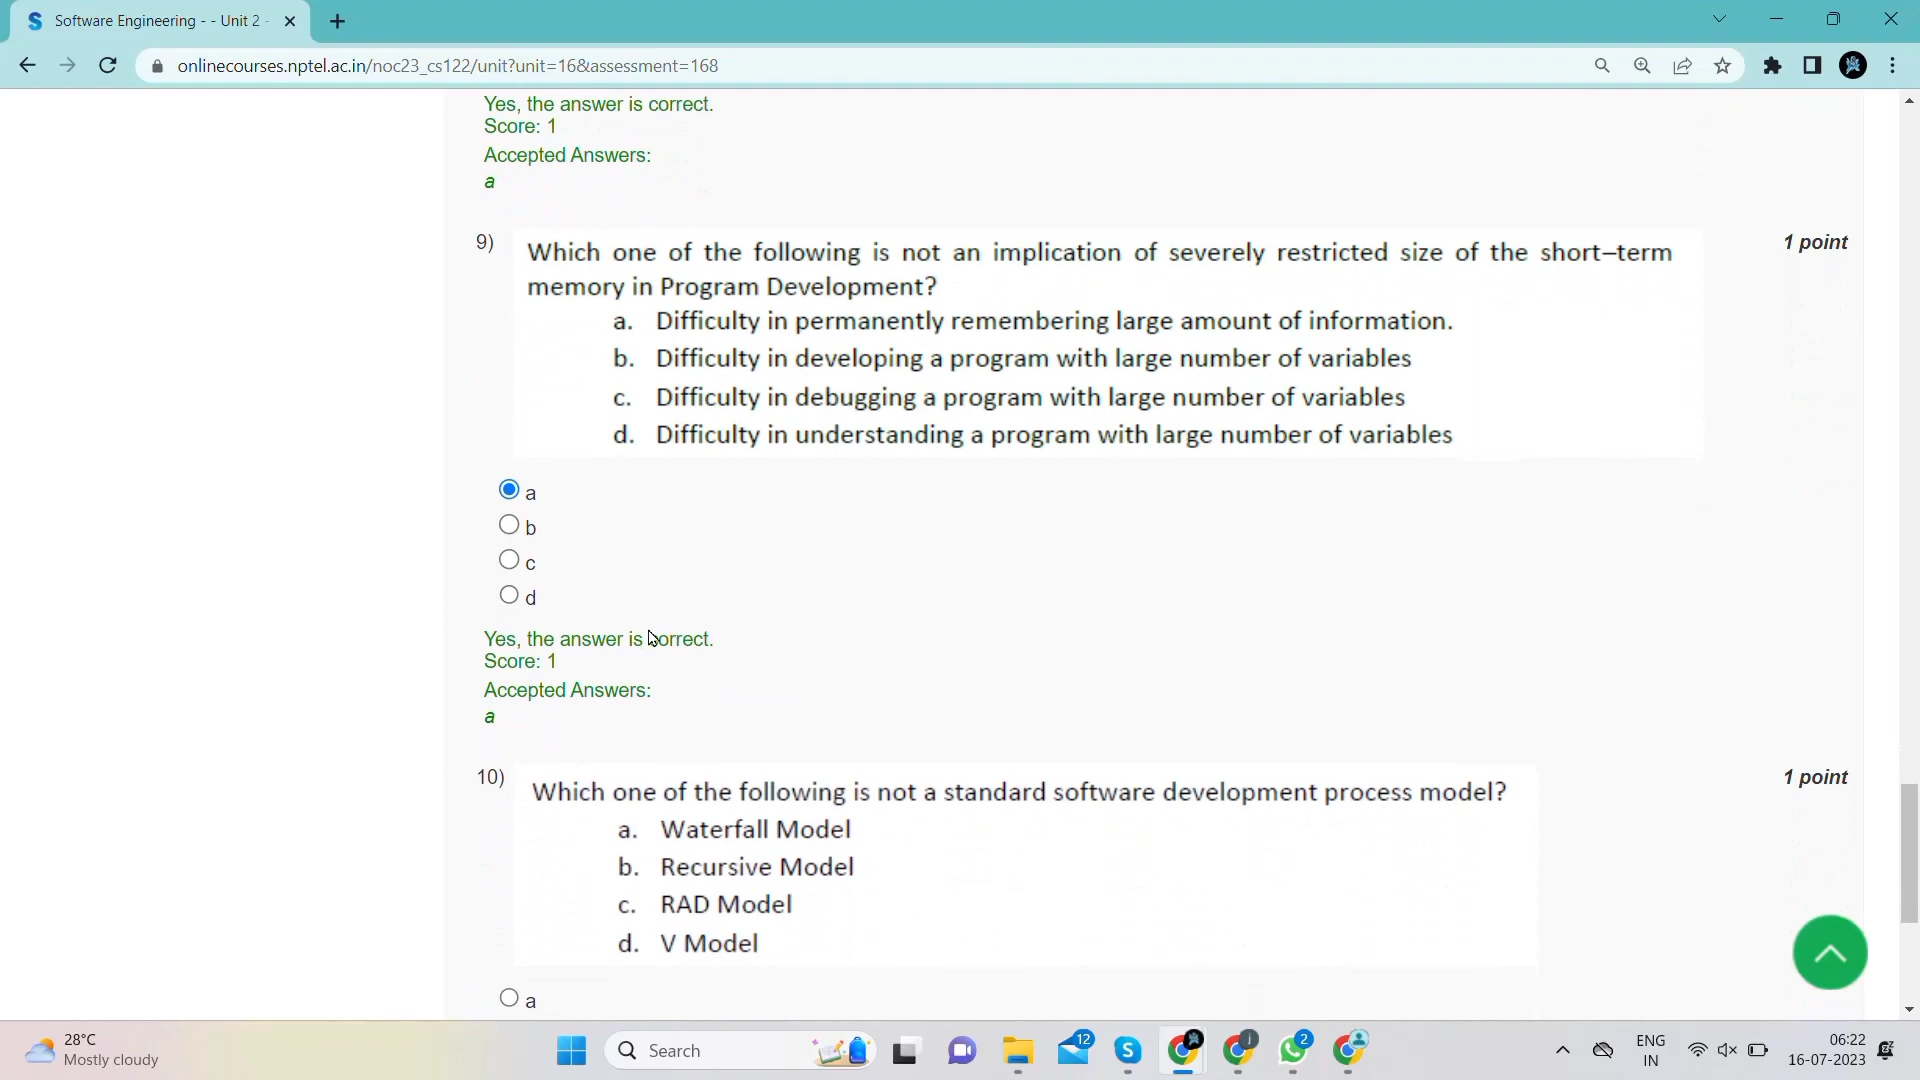 Software Engineering - - Unit 2 -
onlinecourses.nptel.ac.in/noc23_cs122/unit?unit=16&assessment=168
Yes, the answer is correct.
Score: 1
Accepted Answers:
a
9)
Which one of the following is not an implication of severely restricted size of the short–term
memory in Program Development?
1 point
a. Difficulty in permanently remembering large amount of information.
b. Difficulty in developing a program with large number of variables
c. Difficulty in debugging a program with large number of variables
d. Difficulty in understanding a program with large number of variables
a
b
c
d
Yes, the answer is correct.
Score: 1
Accepted Answers:
a
10)
Which one of the following is not a standard software development process model?
1 point
a. Waterfall Model
b. Recursive Model
c. RAD Model
d. V Model
a
28°C
Mostly cloudy
Search
12
2
ENG
IN
06:22
16-07-2023